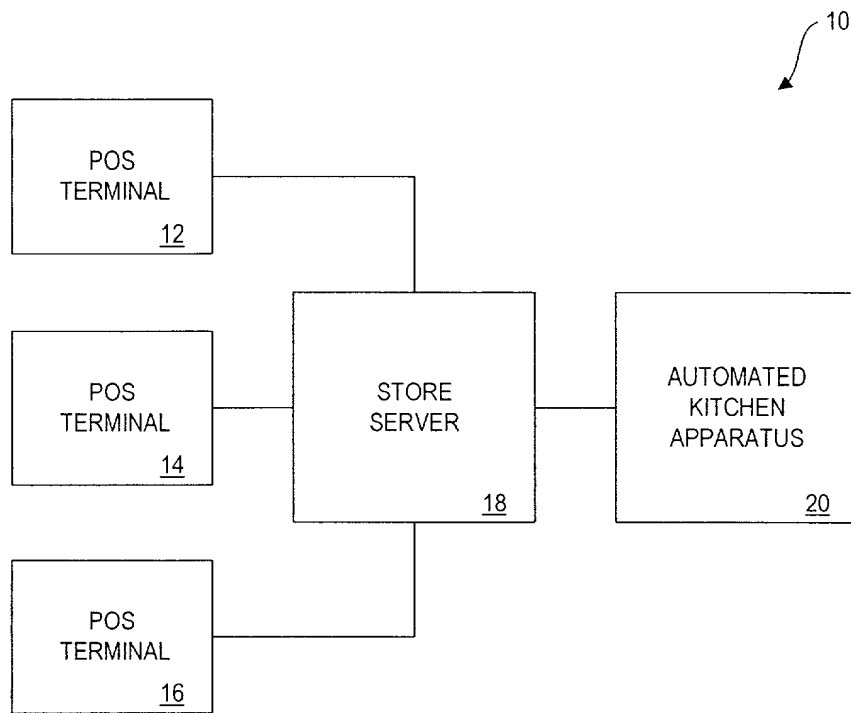 10
POS
TERMINAL
12
POS
TERMINAL
14
POS
TERMINAL
16
STORE
SERVER
18
AUTOMATED
KITCHEN
APPARATUS
20